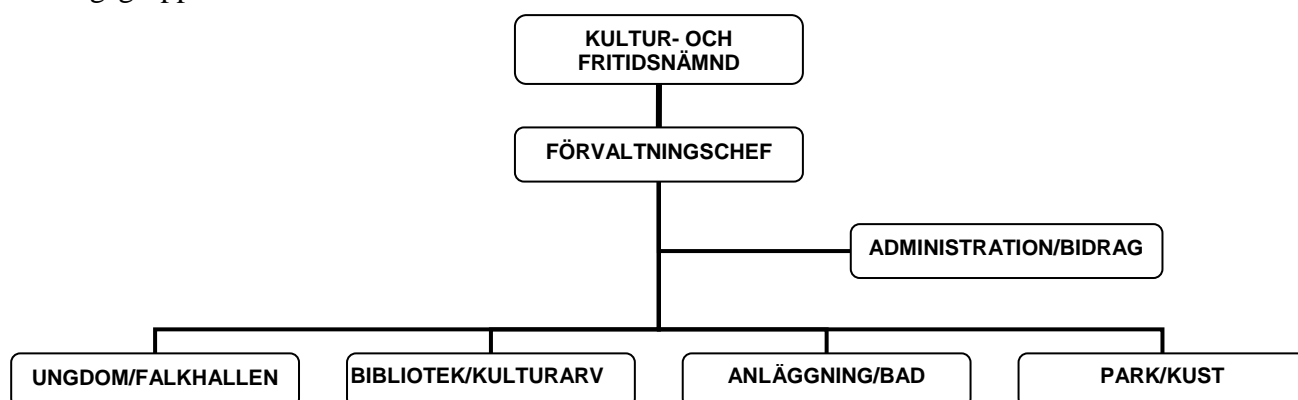 KULTUR- OCH
FRITIDSNÄMND
FÖRVALTNINGSCHEF
ADMINISTRATION/BIDRAG
UNGDOM/FALKHALLEN
BIBLIOTEK/KULTURARV
ANLÄGGNING/BAD
PARK/KUST